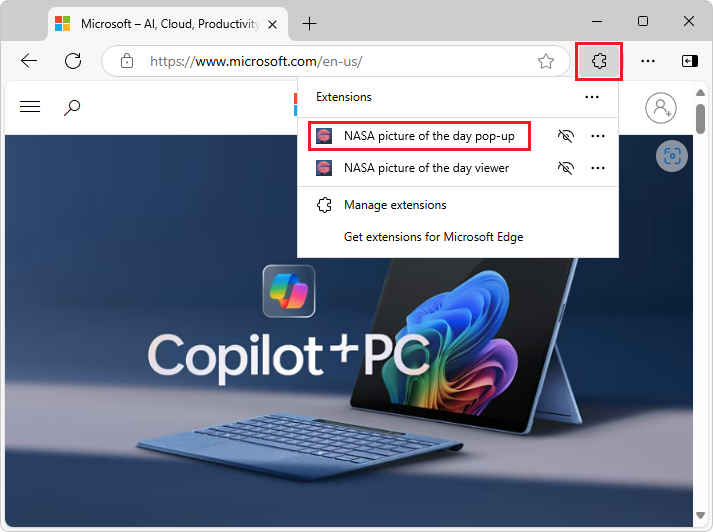 Microsoft – AI, Cloud, Productivity
https://www.microsoft.com/en-us/
Extensions
NASA picture of the day pop-up
NASA picture of the day viewer
Manage extensions
Get extensions for Microsoft Edge
Copilot+PC